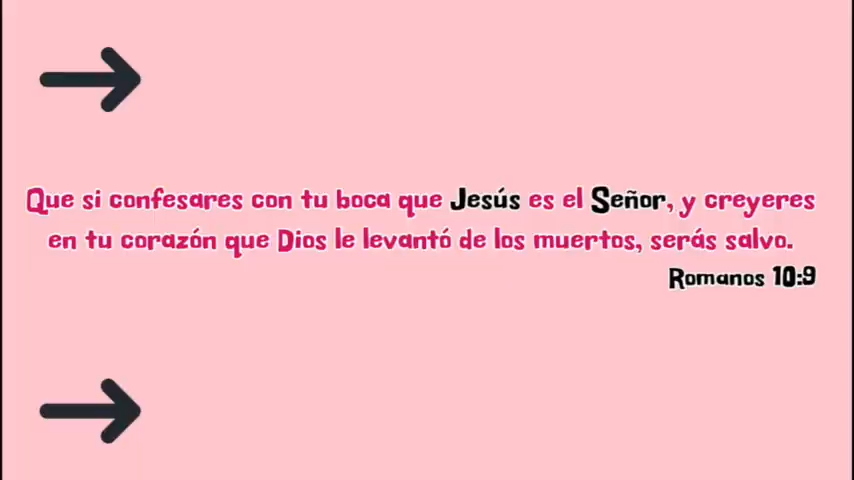 Que si confesares con tu boca que Jesús es el Señor, y creyeres
en tu corazón que Dios le levantó de los muertos, serás salvo.
Romanos 10:9